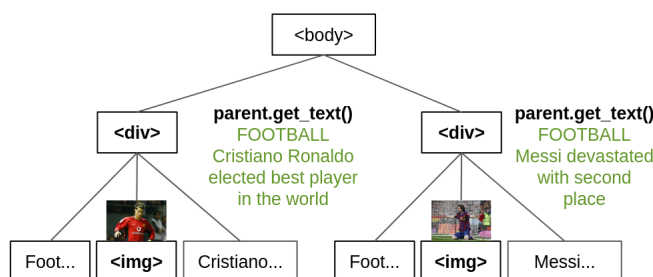 <body>
<div>
parent.get_text()
FOOTBALL
Cristiano Ronaldo
elected best player
in the world
<div>
parent.get_text()
FOOTBALL
Messi devastated
with second
place
Foot...
<img>
Cristiano...
Foot...
<img>
Messi...